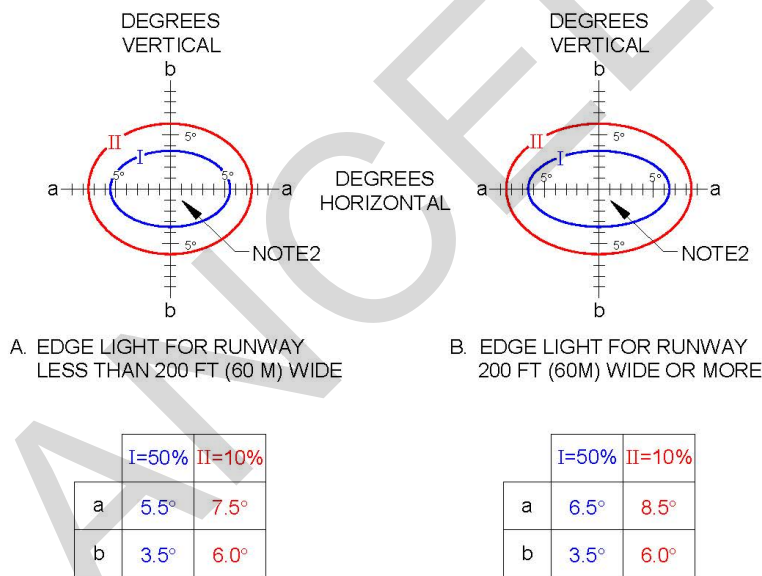 DEGREES
VERTICAL
b
II
I
5°
5°
5°
a
a
5°
NOTE2
b
DEGREES
HORIZONTAL
DEGREES
VERTICAL
b
II
I
5°
5°
5°
a
a
5°
NOTE2
b
A. EDGE LIGHT FOR RUNWAY
LESS THAN 200 FT (60 M) WIDE
B. EDGE LIGHT FOR RUNWAY
200 FT (60M) WIDE OR MORE
I=50% II=10%
a 5.5° 7.5°
b 3.5° 6.0°
I=50% II=10%
a 6.5° 8.5°
b 3.5° 6.0°
ANCEL